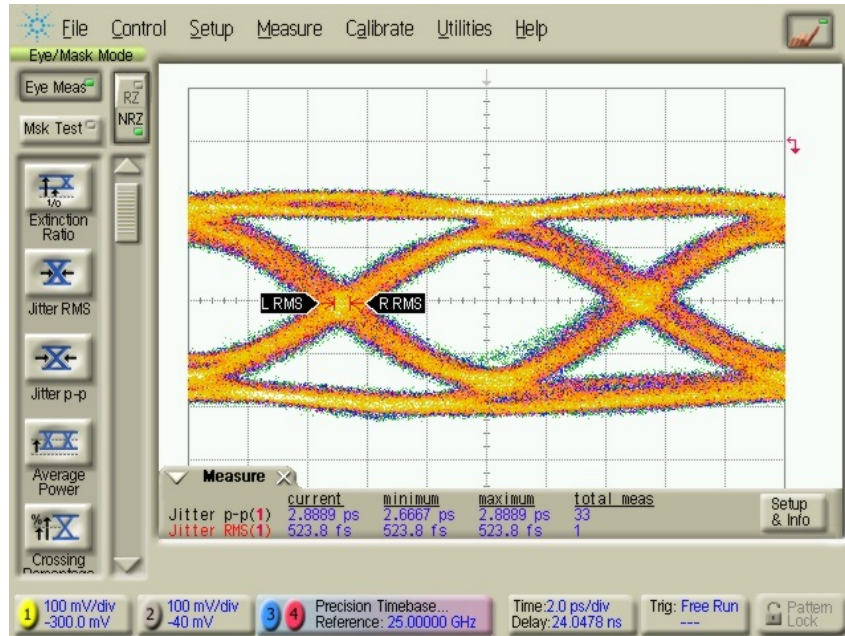 File Control Setup Measure Calibrate Utilities Help
Eye/Mask Mode
Eye Meas
RZ
Msk Test
NRZ
1/0
Extinction
Ratio
Jitter RMS
Jitter p-p
Average
Power
%
Crossing
Percentage
L RMS
R RMS
Measure
current minimum maximum total meas
Jitter p-p(1) 2.8889 ps 2.6667 ps 2.8889 ps 33
Jitter RMS(1) 523.8 fs 523.8 fs 523.8 fs 1
Setup
& Info
1 100 mV/div
-300.0 mV
2 100 mV/div
-40 mV
3 4 Precision Timebase...
Reference: 25.00000 GHz
Time:2.0 ps/div
Delay:24.0478 ns
Trig: Free Run
---
Pattern
Lock